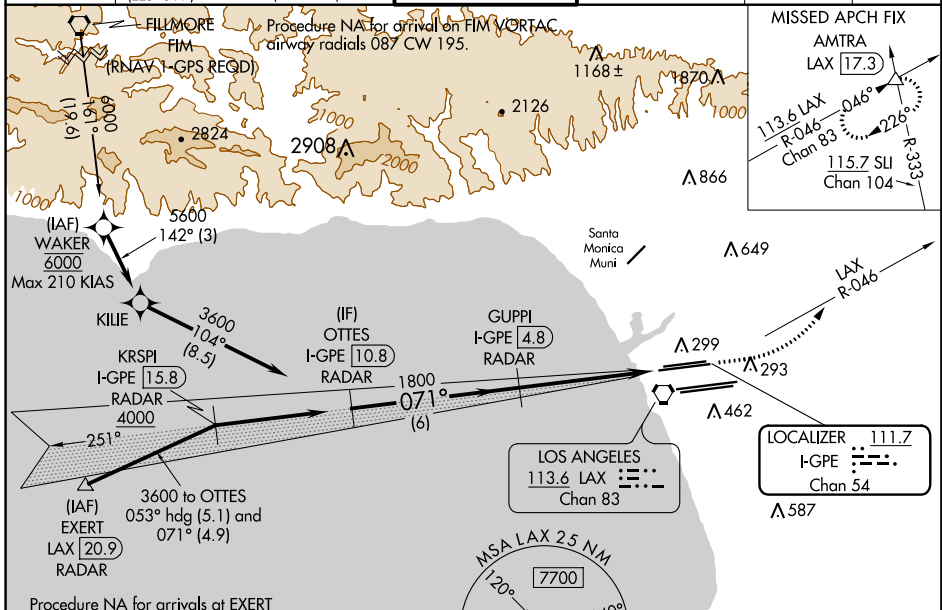 FILLMORE
FIM
(RNAV 1-GPS REQD)
Procedure NA for arrival on FIM VORTAC
airway radials 087 CW 195.
6000
161°
(19.6)
2824
2908
2000
2126
1168 ±
1870
1000
1000
1000
866
649
MISSED APCH FIX
AMTRA
LAX 17.3
113.6 LAX
R-046
Chan 83
046°
226°
R-333
115.7 SLI
Chan 104
(IAF)
WAKER
6000
Max 210 KIAS
5600
142° (3)
KILIE
3600
104°
(8.5)
Santa
Monica
Muni
LAX
R-046
KRSPI
I-GPE 15.8
RADAR
4000
(IF)
OTTES
I-GPE 10.8
RADAR
GUPPI
I-GPE 4.8
RADAR
1800
071°
(6)
251°
299
293
462
587
(IAF)
EXERT
LAX 20.9
RADAR
3600 to OTTES
053° hdg (5.1) and
071° (4.9)
LOS ANGELES
113.6 LAX
Chan 83
LOCALIZER 111.7
I-GPE
Chan 54
MSA LAX 25 NM
120°
7700
Procedure NA for arrivals at EXERT